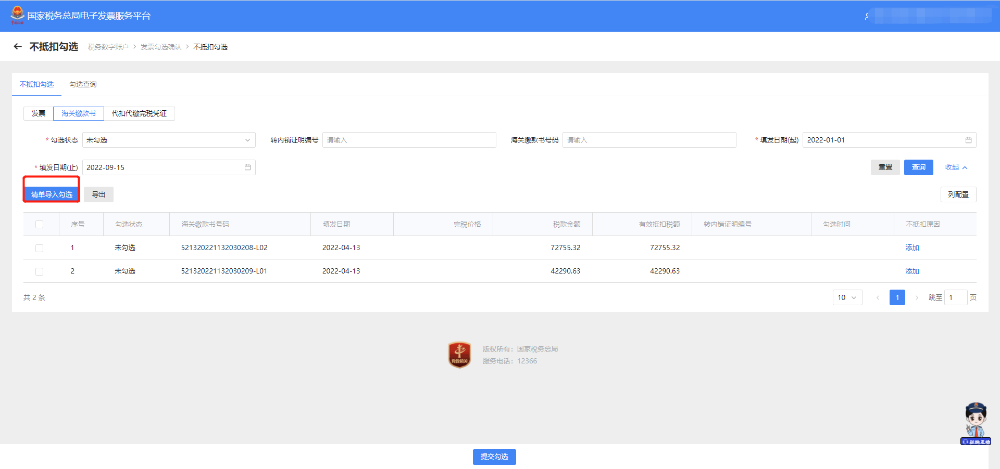 国家税务总局电子发票服务平台
不抵扣勾选 税务数字账户 > 发票勾选确认 > 不抵扣勾选
不抵扣勾选 勾选查询
发票 海关缴款书 代扣代缴完税凭证
* 勾选状态 未勾选 转内销证明编号 请输入 海关缴款书号码 请输入 * 填发日期(起) 2022-01-01
* 填发日期(止) 2022-09-15 重置 查询 收起
清单导入勾选 导出 列配置
序号 勾选状态 海关缴款书号码 填发日期 完税价格 税款金额 有效抵扣税额 转内销证明编号 勾选时间 不抵扣原因
1 未勾选 521320221132030208-L02 2022-04-13 72755.32 72755.32 添加
2 未勾选 521320221132030209-L01 2022-04-13 42290.63 42290.63 添加
共 2 条 10 < 1 > 跳至 1 页
党政机关
版权所有：国家税务总局
服务电话：12366
征纳互动
提交勾选